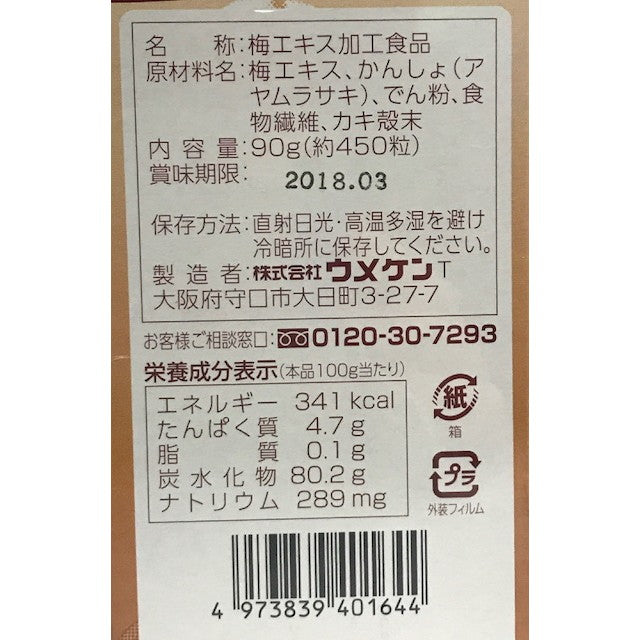 名称:梅エキス加工食品
原材料名:梅エキス、かんしょ(ア
ヤムラサキ)、でん粉、食
物繊維、カキ殻末
内容量:90g(約450粒)
賞味期限: 2018.03
保存方法:直射日光・高温多湿を避け
冷暗所に保存してください。
製造者:株式会社ウメケンT
大阪府守口市大日町3-27-7
お客様ご相談窓口:0120-30-7293
栄養成分表示(本品100g当たり)
エネルギー 341kcal
たんぱく質 4.7g
脂質 0.1g
炭水化物 80.2g
ナトリウム 289mg
紙
箱
プラ
外装フィルム
4 973839 401644